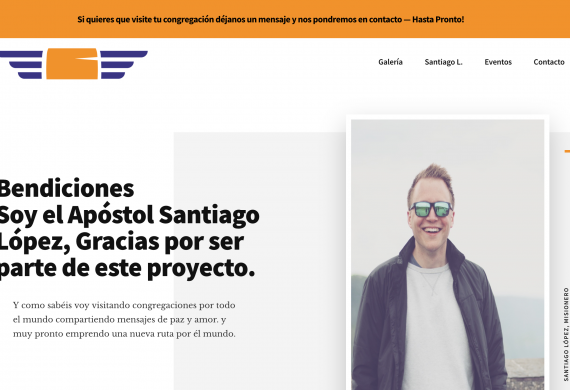 Si quieres que visite tu congregación déjanos un mensaje y nos pondremos en contacto — Hasta Pronto!
Galería Santiago L. Eventos Contacto
Bendiciones
Soy el Apóstol Santiago
López, Gracias por ser
parte de este proyecto.
Y como sabéis voy visitando congregaciones por todo
el mundo compartiendo mensajes de paz y amor. y
muy pronto emprendo una nueva ruta por él mundo.
SANTIAGO LÓPEZ, MISIONERO